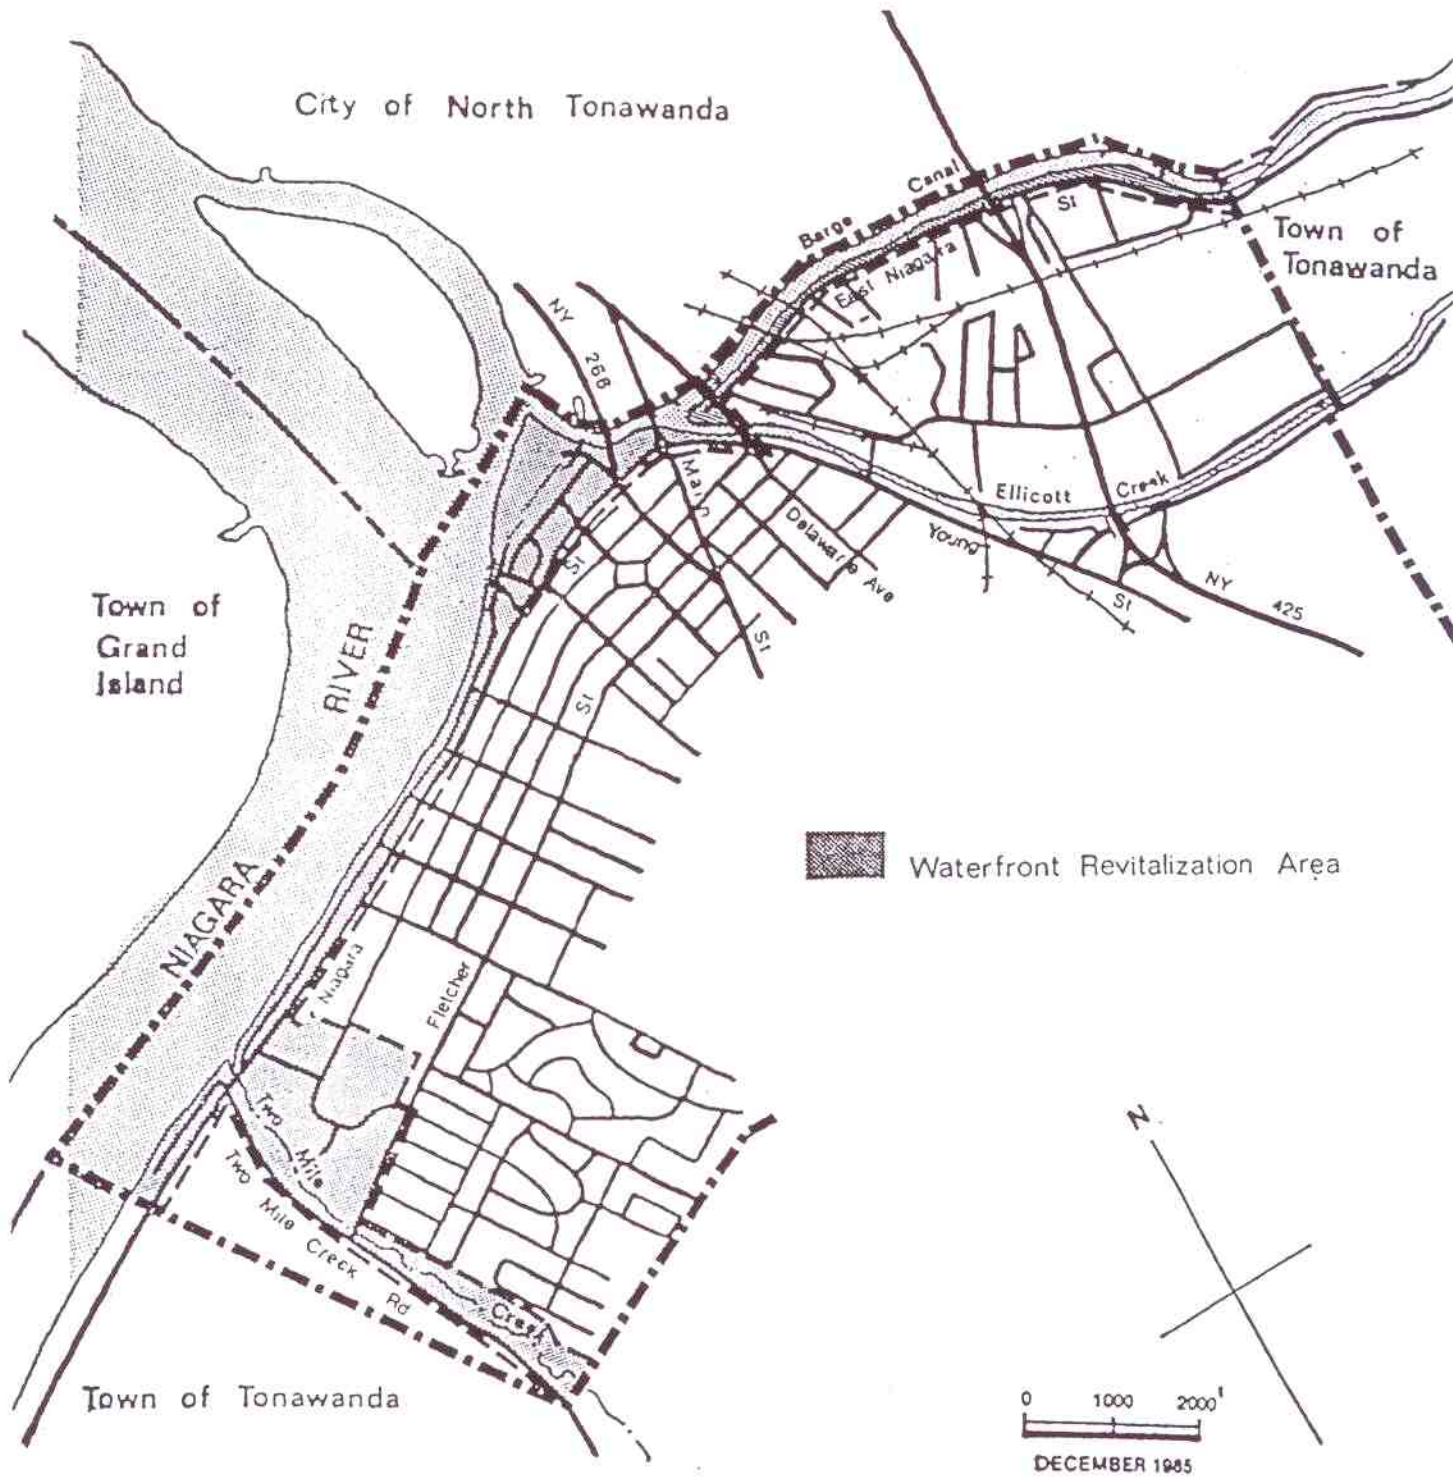 City of North Tonawanda
Barge Canal
East Niagara St
Town of
Tonawanda
NY 266
Main St
Delaware Ave
Young St
Ellicott Creek
NY 425
Town of
Grand
Island
NIAGARA RIVER
St
St
Niagara
Fletcher
Waterfront Revitalization Area
Two Mile Creek
Two Mile Creek Rd
Town of Tonawanda
N
0 1000 2000'
DECEMBER 1985